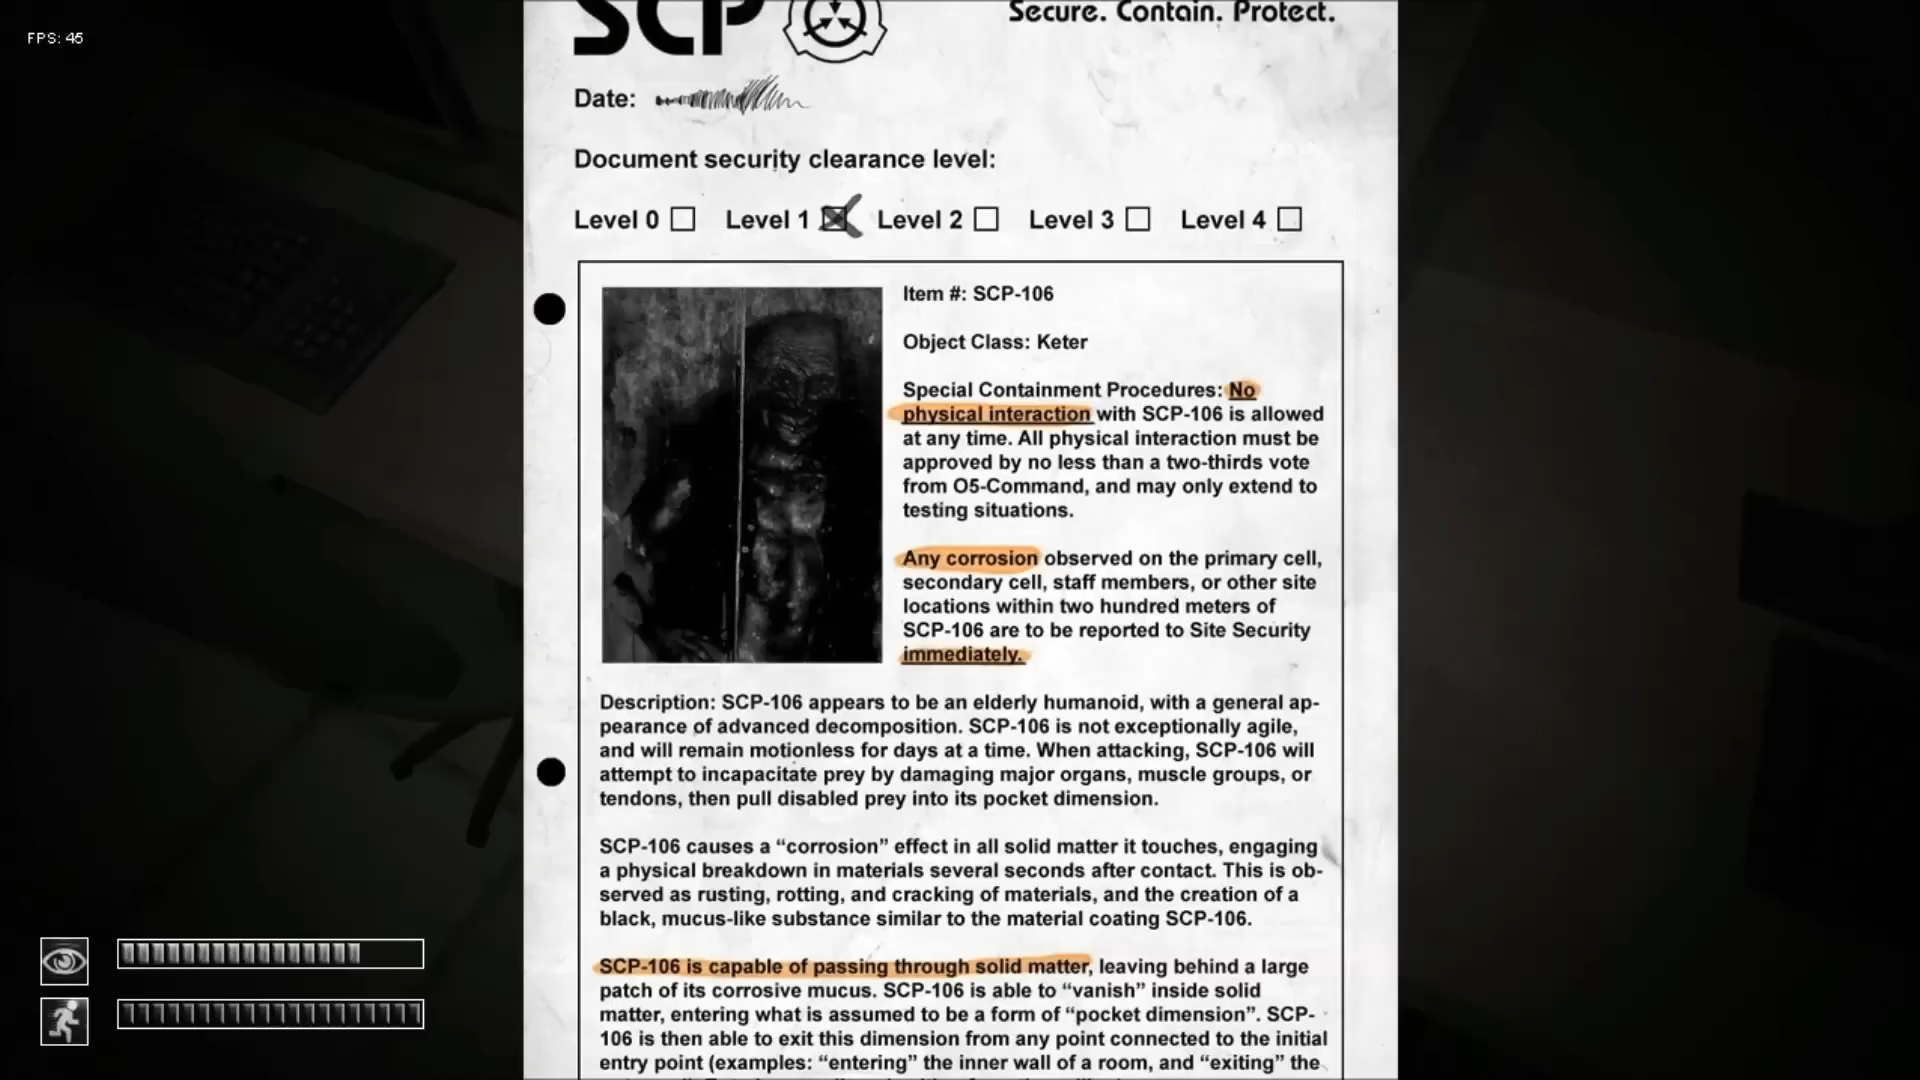 FPS: 45
SCP
Secure. Contain. Protect.
Date:
Document security clearance level:
Level 0 Level 1 Level 2 Level 3 Level 4
Item #: SCP-106
Object Class: Keter
Special Containment Procedures: No
physical interaction with SCP-106 is allowed
at any time. All physical interaction must be
approved by no less than a two-thirds vote
from O5-Command, and may only extend to
testing situations.
Any corrosion observed on the primary cell,
secondary cell, staff members, or other site
locations within two hundred meters of
SCP-106 are to be reported to Site Security
immediately.
Description: SCP-106 appears to be an elderly humanoid, with a general ap-
pearance of advanced decomposition. SCP-106 is not exceptionally agile,
and will remain motionless for days at a time. When attacking, SCP-106 will
attempt to incapacitate prey by damaging major organs, muscle groups, or
tendons, then pull disabled prey into its pocket dimension.
SCP-106 causes a “corrosion” effect in all solid matter it touches, engaging
a physical breakdown in materials several seconds after contact. This is ob-
served as rusting, rotting, and cracking of materials, and the creation of a
black, mucus-like substance similar to the material coating SCP-106.
SCP-106 is capable of passing through solid matter, leaving behind a large
patch of its corrosive mucus. SCP-106 is able to “vanish” inside solid
matter, entering what is assumed to be a form of “pocket dimension”. SCP-
106 is then able to exit this dimension from any point connected to the initial
entry point (examples: “entering” the inner wall of a room, and “exiting” the